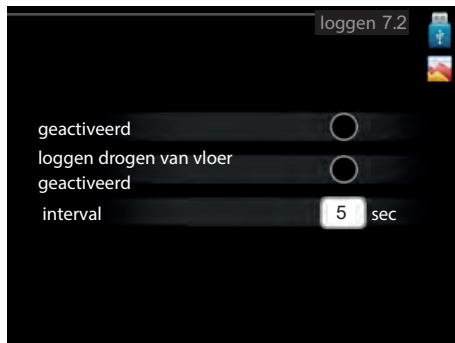 loggen 7.2
geactiveerd
loggen drogen van vloer
geactiveerd
interval 5 sec